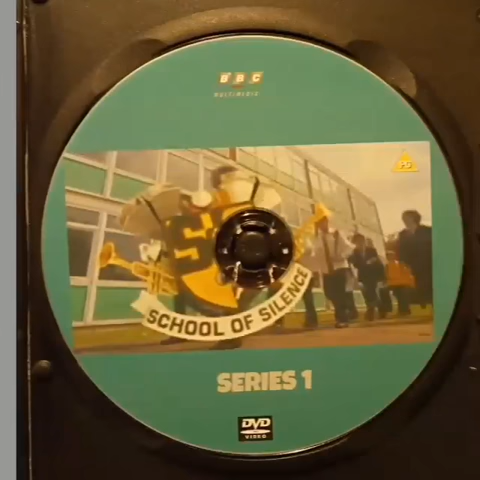 BBC
MULTIMEDIA
PG
SCHOOL OF SILENCE
SERIES 1
DVD
VIDEO